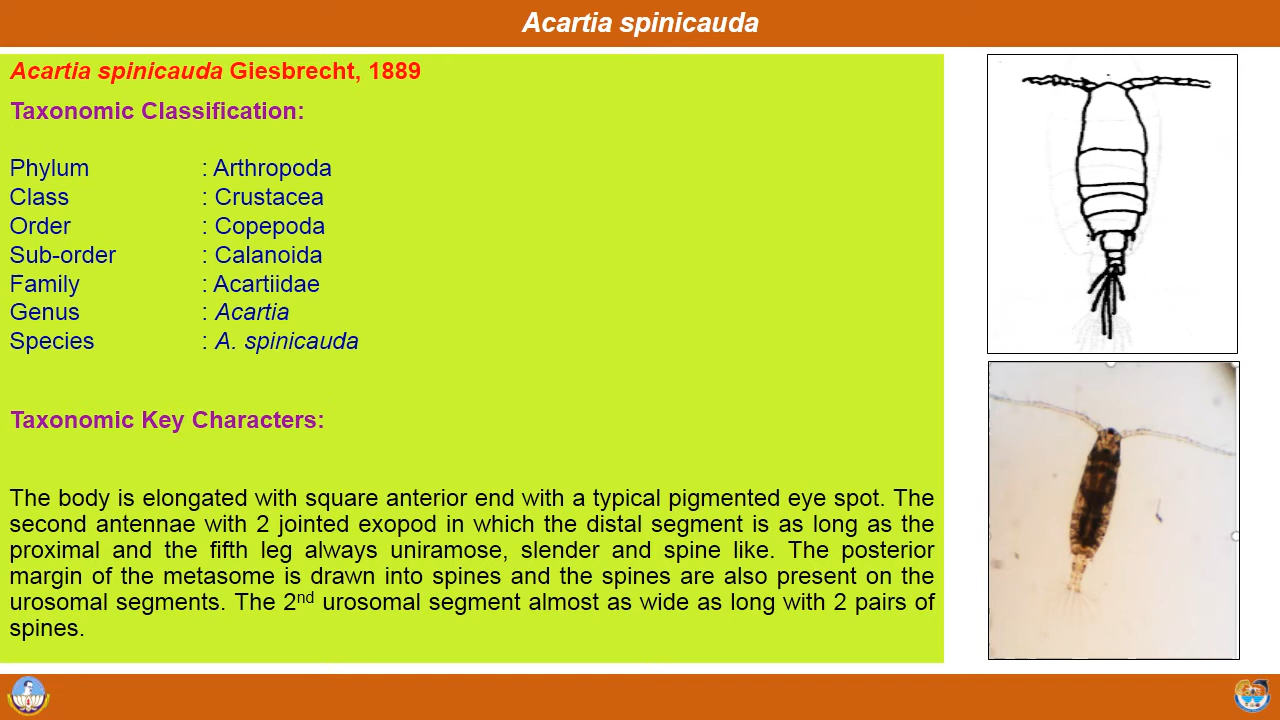 Acartia spinicauda
Acartia spinicauda Giesbrecht, 1889
Taxonomic Classification:
Phylum : Arthropoda
Class : Crustacea
Order : Copepoda
Sub-order : Calanoida
Family : Acartiidae
Genus : Acartia
Species : A. spinicauda
Taxonomic Key Characters:
The body is elongated with square anterior end with a typical pigmented eye spot. The
second antennae with 2 jointed exopod in which the distal segment is as long as the
proximal and the fifth leg always uniramose, slender and spine like. The posterior
margin of the metasome is drawn into spines and the spines are also present on the
urosomal segments. The 2nd urosomal segment almost as wide as long with 2 pairs of
spines.